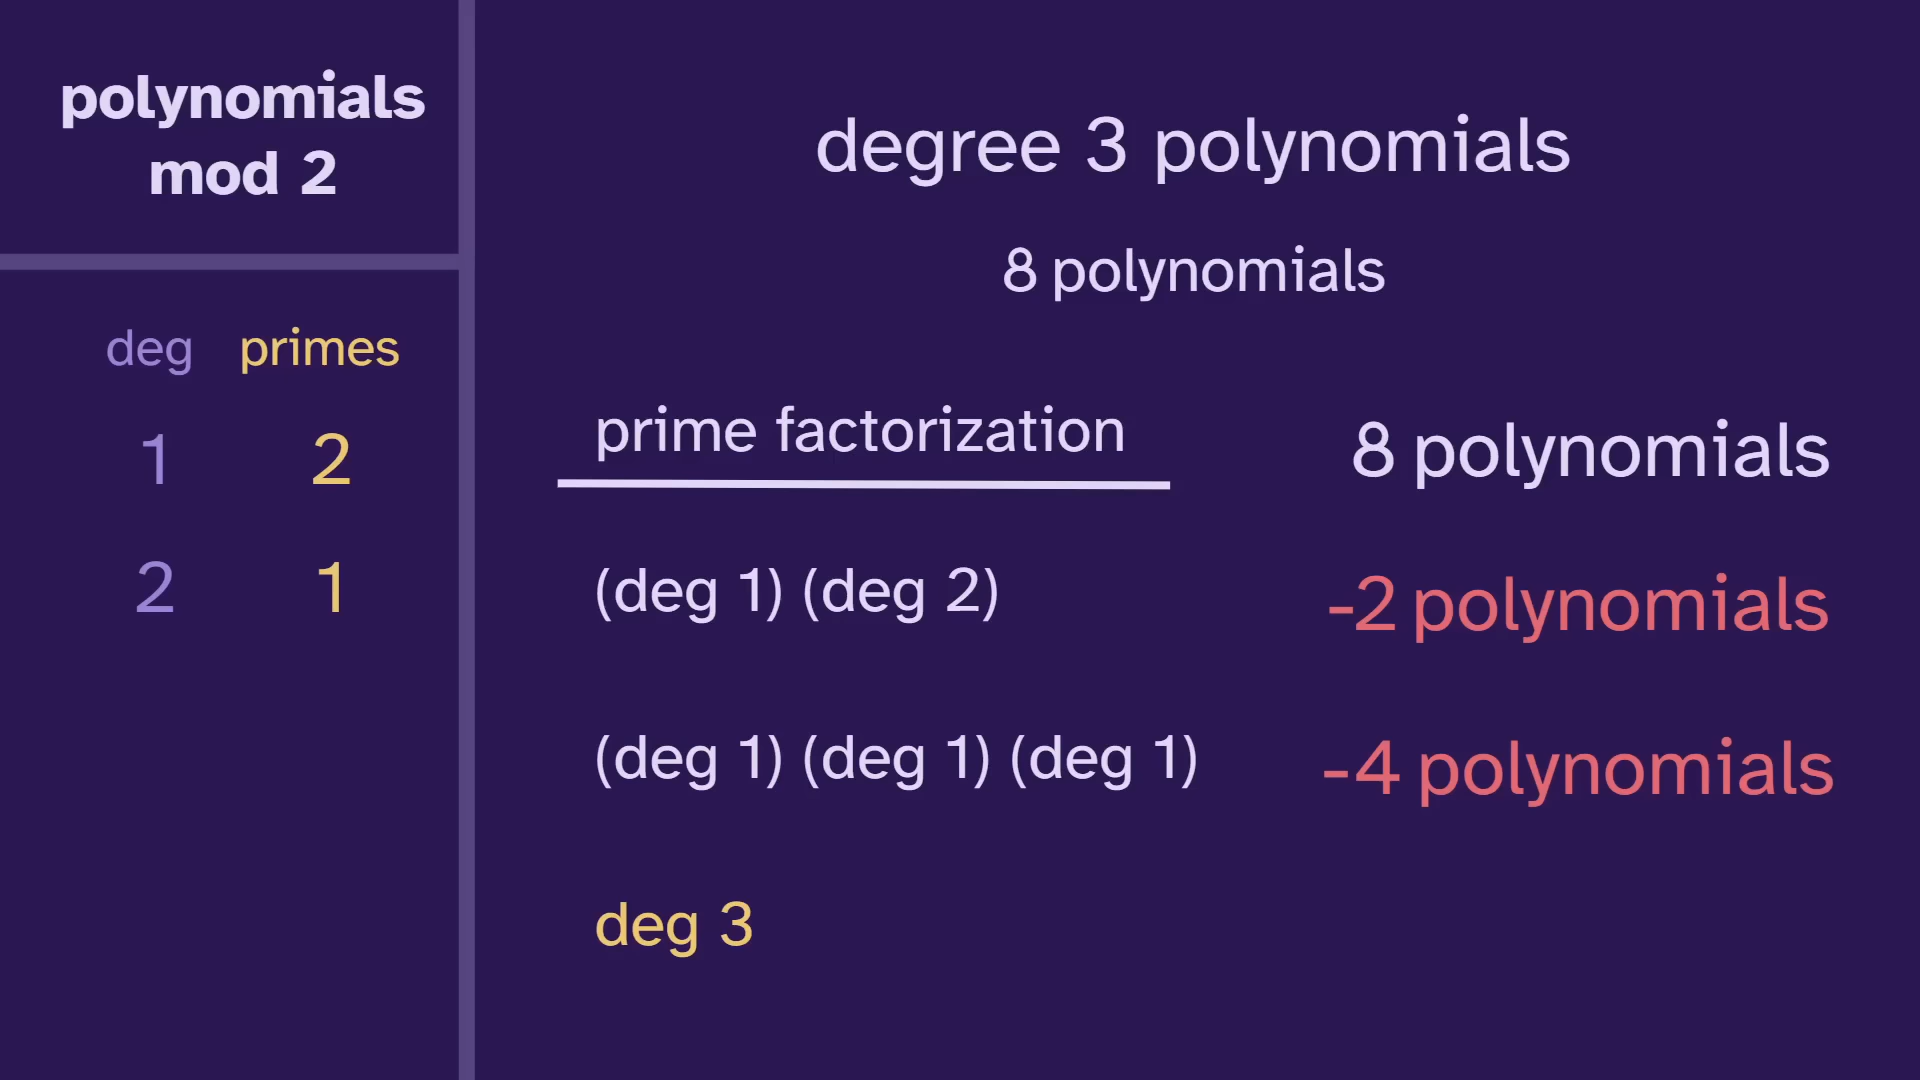 polynomials
mod 2
deg primes
1 2
2 1
degree 3 polynomials
8 polynomials
prime factorization
8 polynomials
(deg 1) (deg 2)
-2 polynomials
(deg 1) (deg 1) (deg 1)
-4 polynomials
deg 3